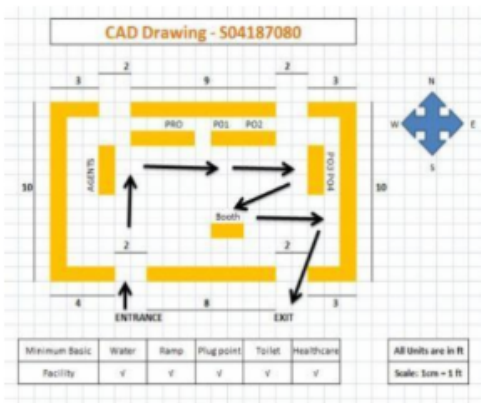 CAD Drawing - S04187080
2 2
3 9 3
N
W E
S
PRO PO1 PO2
AGENTS
PO3 PO4
10 10
Booth
2 2
4 8 3
ENTRANCE EXIT
Minimum Basic Water Ramp Plug point Toilet Healthcare
Facility √ √ √ √ √
All Units are in ft
Scale: 1cm = 1 ft